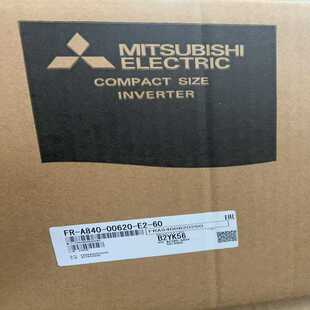 MITSUBISHI
ELECTRIC
COMPACT SIZE
INVERTER
FR-A840-00620-E2-60
B2YK56